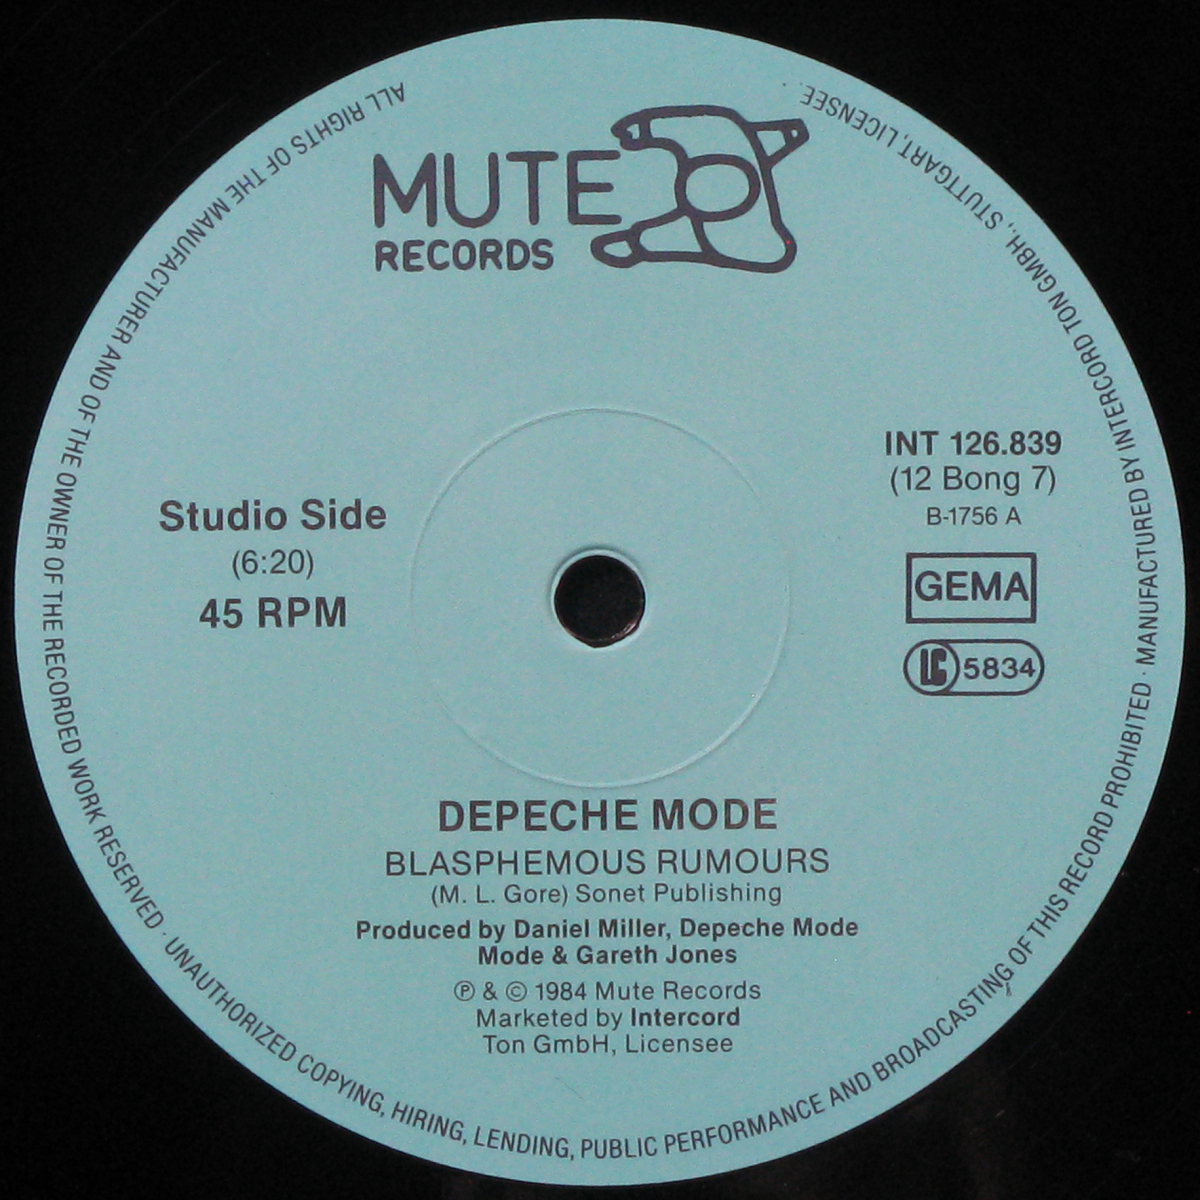 MUTE
RECORDS
INT 126.839
(12 Bong 7)
B-1756 A
GEMA
LC 5834
Studio Side
(6:20)
45 RPM
DEPECHE MODE
BLASPHEMOUS RUMOURS
(M. L. Gore) Sonet Publishing
Produced by Daniel Miller, Depeche Mode
Mode & Gareth Jones
℗ & © 1984 Mute Records
Marketed by Intercord
Ton GmbH, Licensee
ALL RIGHTS OF THE MANUFACTURER AND OF THE OWNER OF THE RECORDED WORK RESERVED · UNAUTHORIZED COPYING, HIRING, LENDING, PUBLIC PERFORMANCE AND BROADCASTING OF THIS RECORD PROHIBITED · MANUFACTURED BY INTERCORD TON GMBH., STUTTGART, LICENSEE